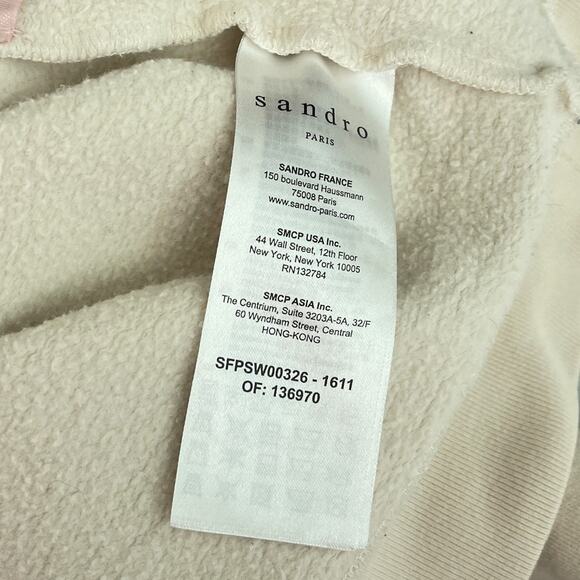 sandro
PARIS
SANDRO FRANCE
150 boulevard Haussmann
75008 Paris
www.sandro-paris.com
SMCP USA Inc.
44 Wall Street, 12th Floor
New York, New York 10005
RN132784
SMCP ASIA Inc.
The Centrium, Suite 3203A-5A, 32/F
60 Wyndham Street, Central
HONG-KONG
SFPSW00326 - 1611
OF: 136970